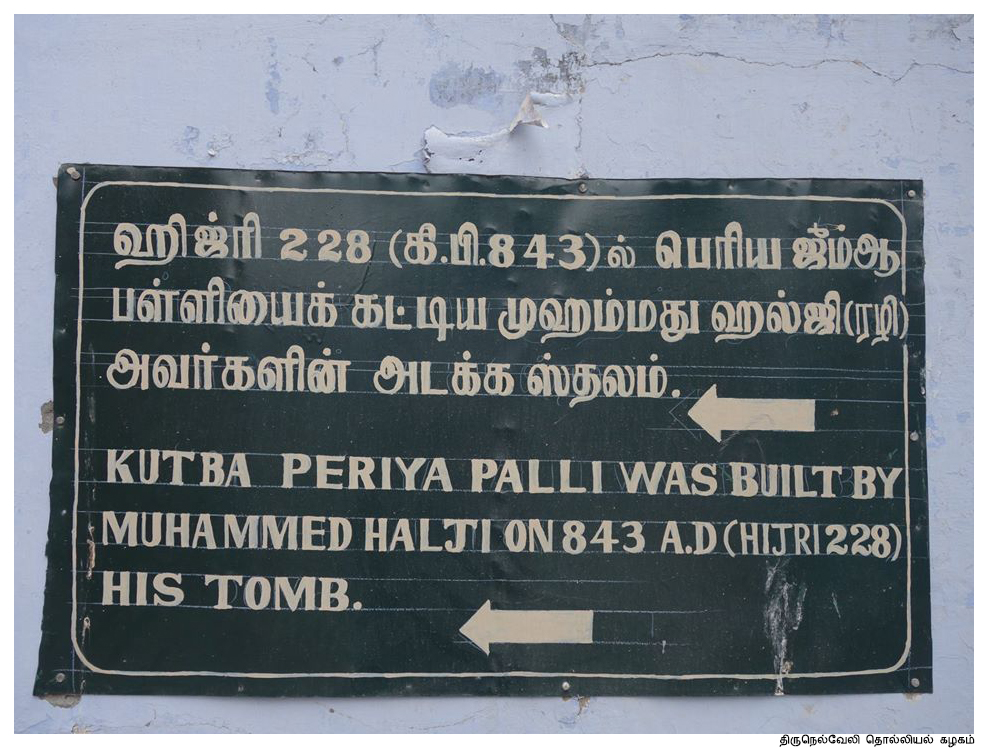 ஹிஜ்ரி 228 (கி.பி.843)ல் பெரிய ஜீம்ஆ
பள்ளியைக் கட்டிய முஹம்மது ஹல்ஜி(ரழி)
அவர்களின் அடக்க ஸ்தலம்.
KUTBA PERIYA PALLI WAS BUILT BY
MUHAMMED HALJI ON 843 A.D (HIJRI 228)
HIS TOMB.
திருநெல்வேலி தொல்லியல் கழகம்